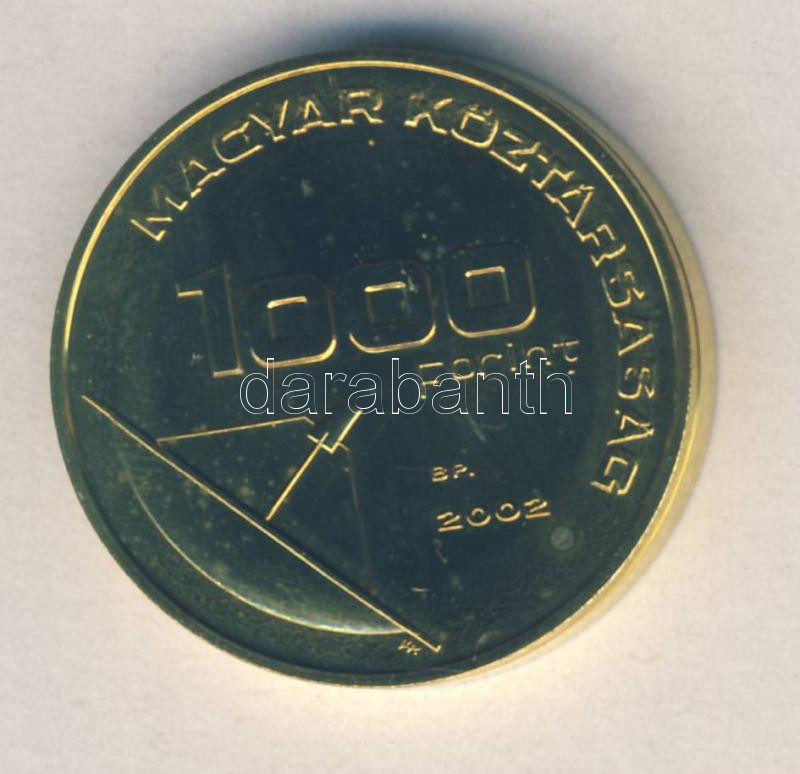 MAGYAR KÖZTÁRSASÁG
1000
forint
darabanth
BP.
2002